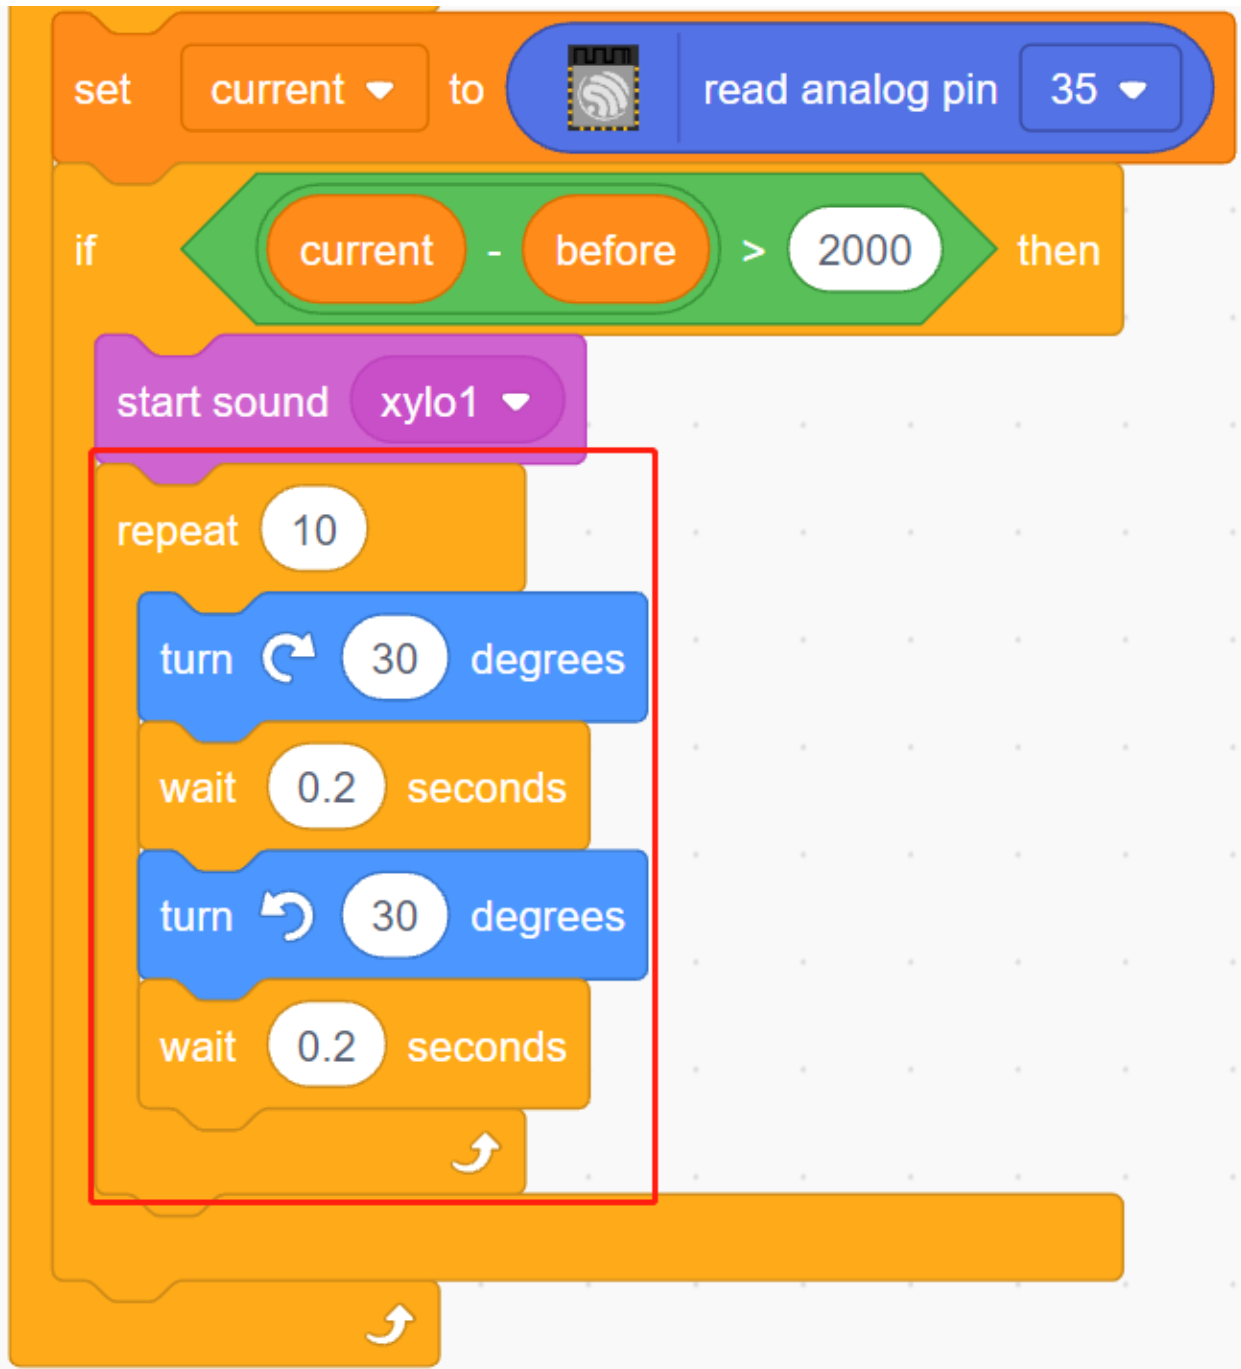 set current to read analog pin 35
if current - before > 2000 then
start sound xylo1
repeat 10
turn 30 degrees
wait 0.2 seconds
turn 30 degrees
wait 0.2 seconds